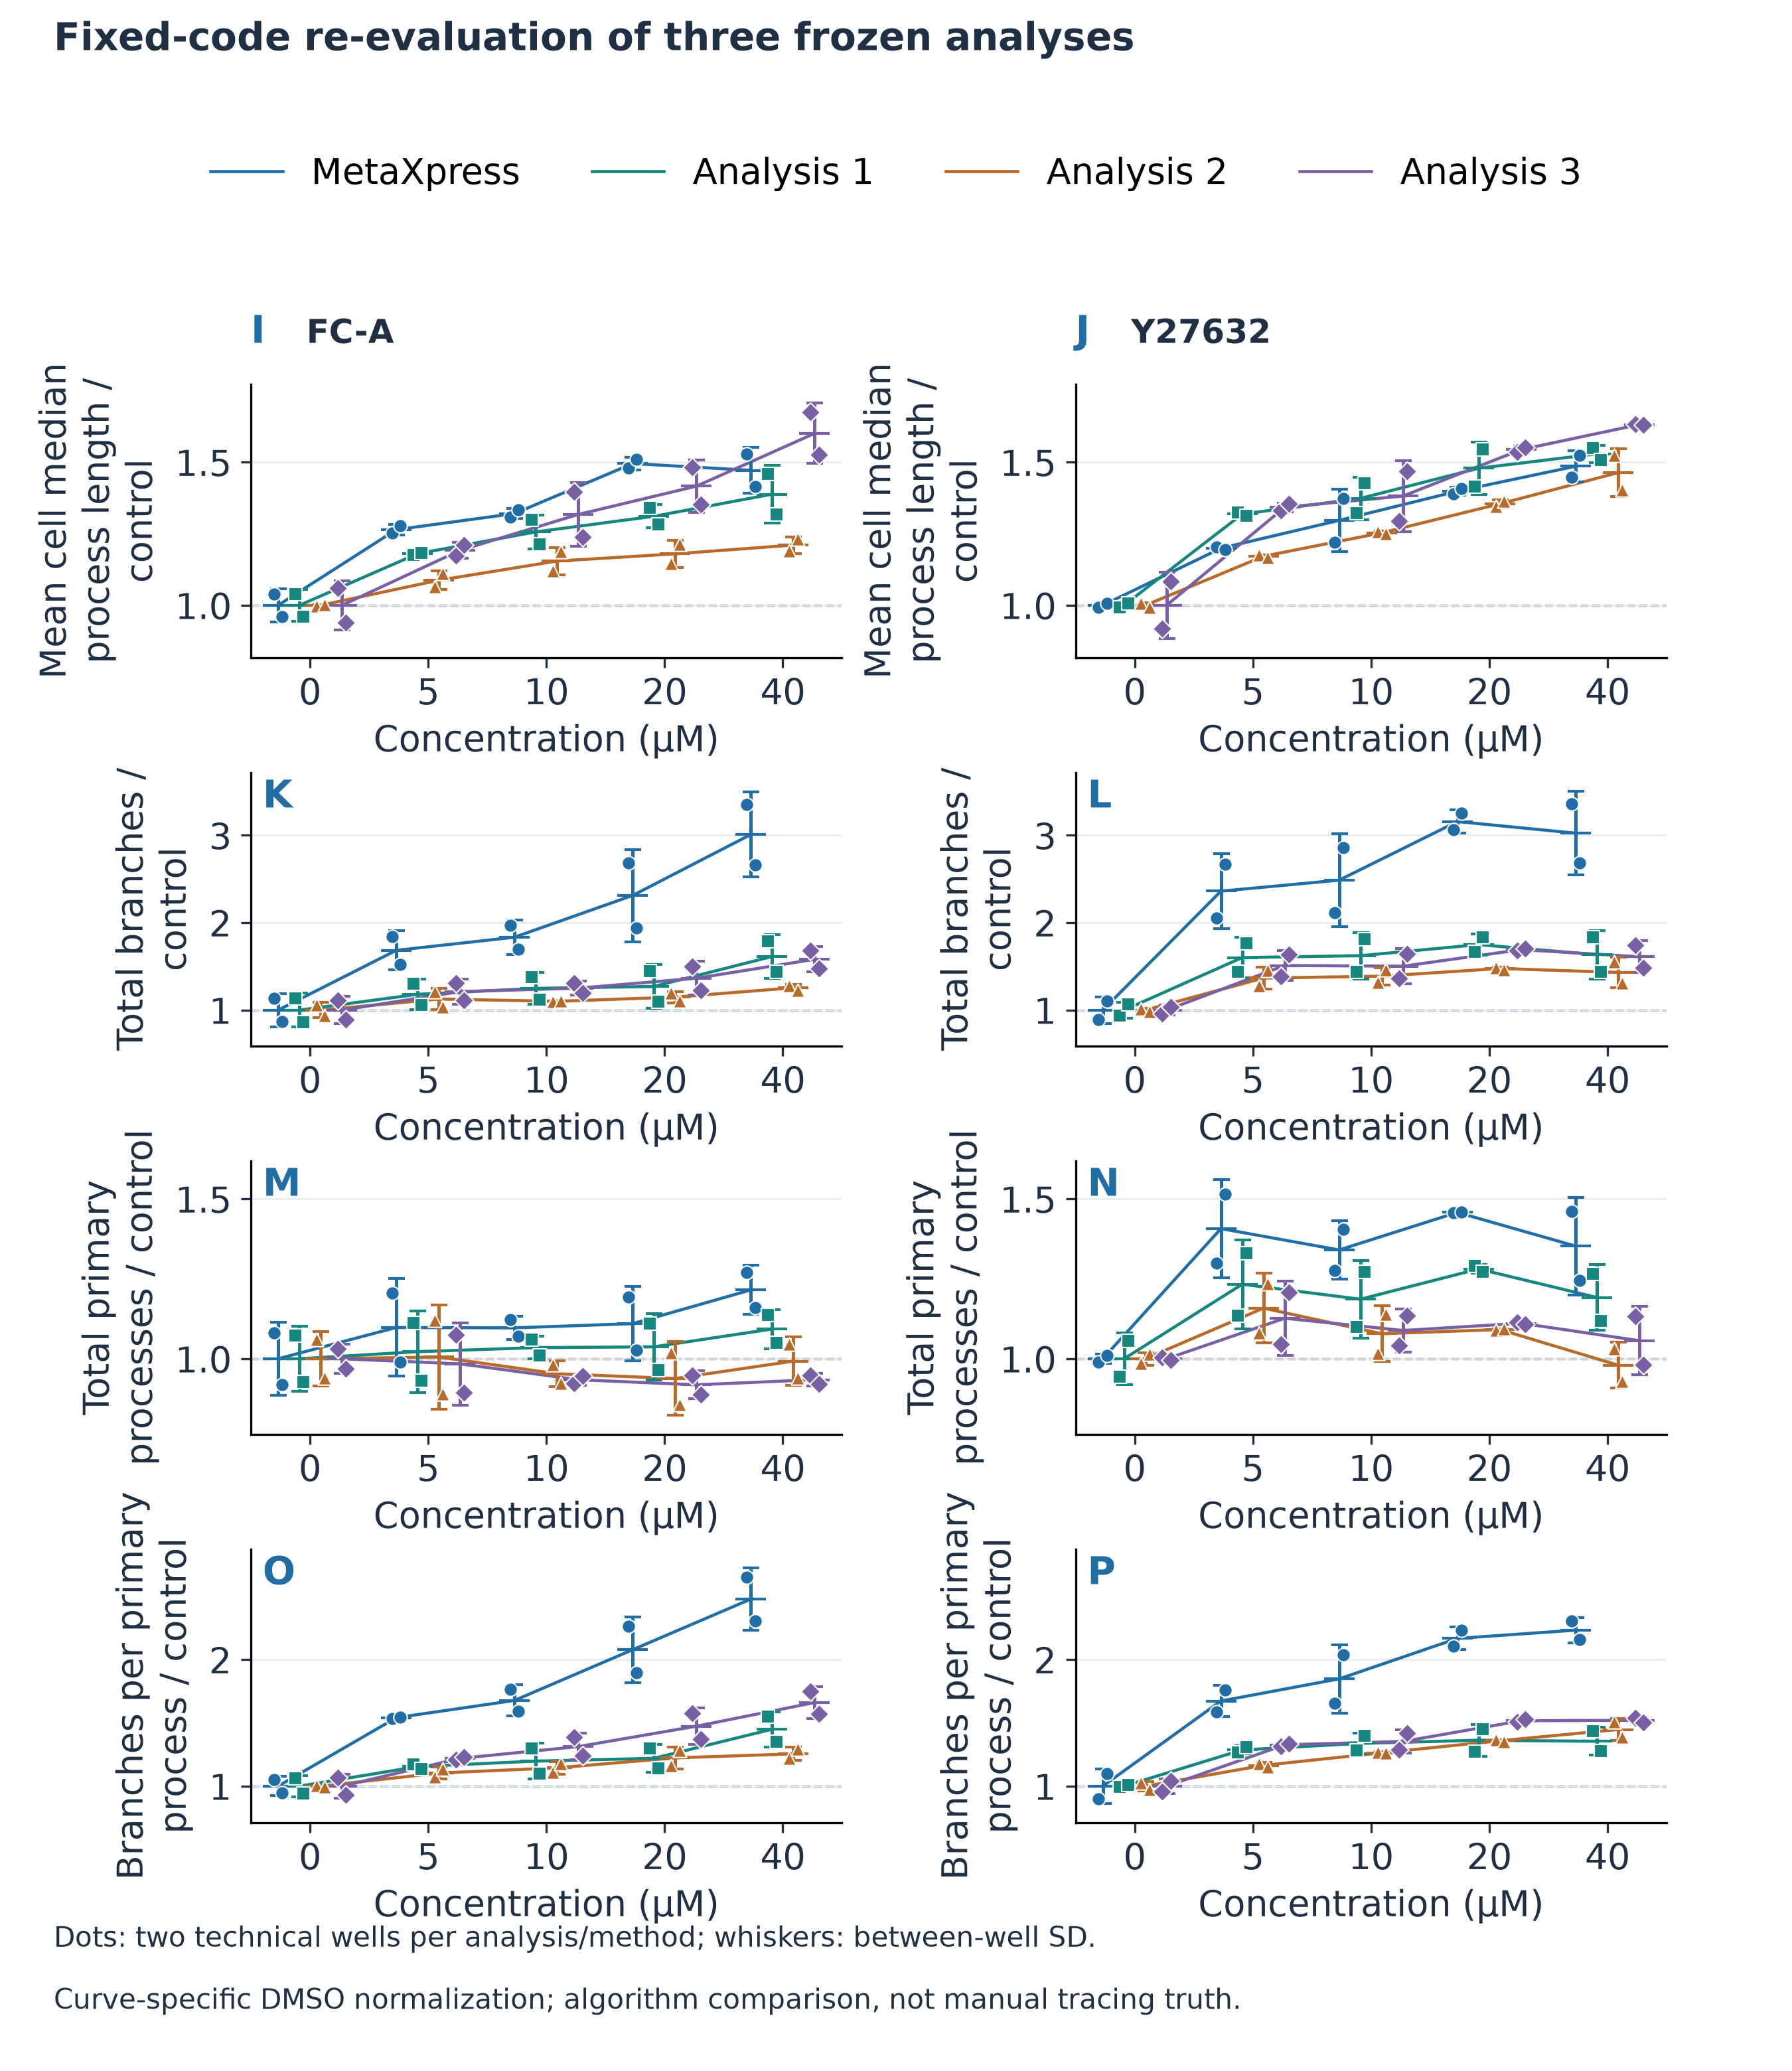 Fixed-code re-evaluation of three frozen analyses
MetaXpress
Analysis 1
Analysis 2
Analysis 3
I FC-A
Mean cell median
process length /
control
1.5
1.0
0 5 10 20 40
Concentration (µM)
J Y27632
Mean cell median
process length /
control
1.5
1.0
0 5 10 20 40
Concentration (µM)
K
Total branches /
control
3
2
1
0 5 10 20 40
Concentration (µM)
L
Total branches /
control
3
2
1
0 5 10 20 40
Concentration (µM)
M
Total primary
processes / control
1.5
1.0
0 5 10 20 40
Concentration (µM)
N
Total primary
processes / control
1.5
1.0
0 5 10 20 40
Concentration (µM)
O
Branches per primary
process / control
2
1
0 5 10 20 40
Concentration (µM)
P
Branches per primary
process / control
2
1
0 5 10 20 40
Concentration (µM)
Dots: two technical wells per analysis/method; whiskers: between-well SD.
Curve-specific DMSO normalization; algorithm comparison, not manual tracing truth.